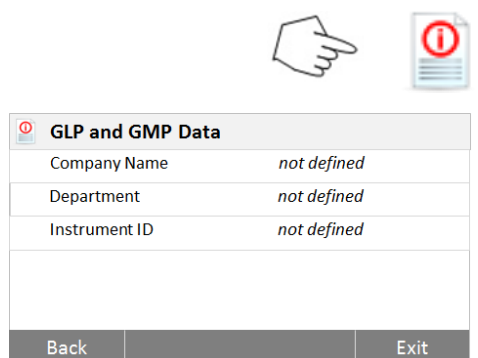 GLP and GMP Data
Company Name not defined
Department not defined
Instrument ID not defined
Back Exit